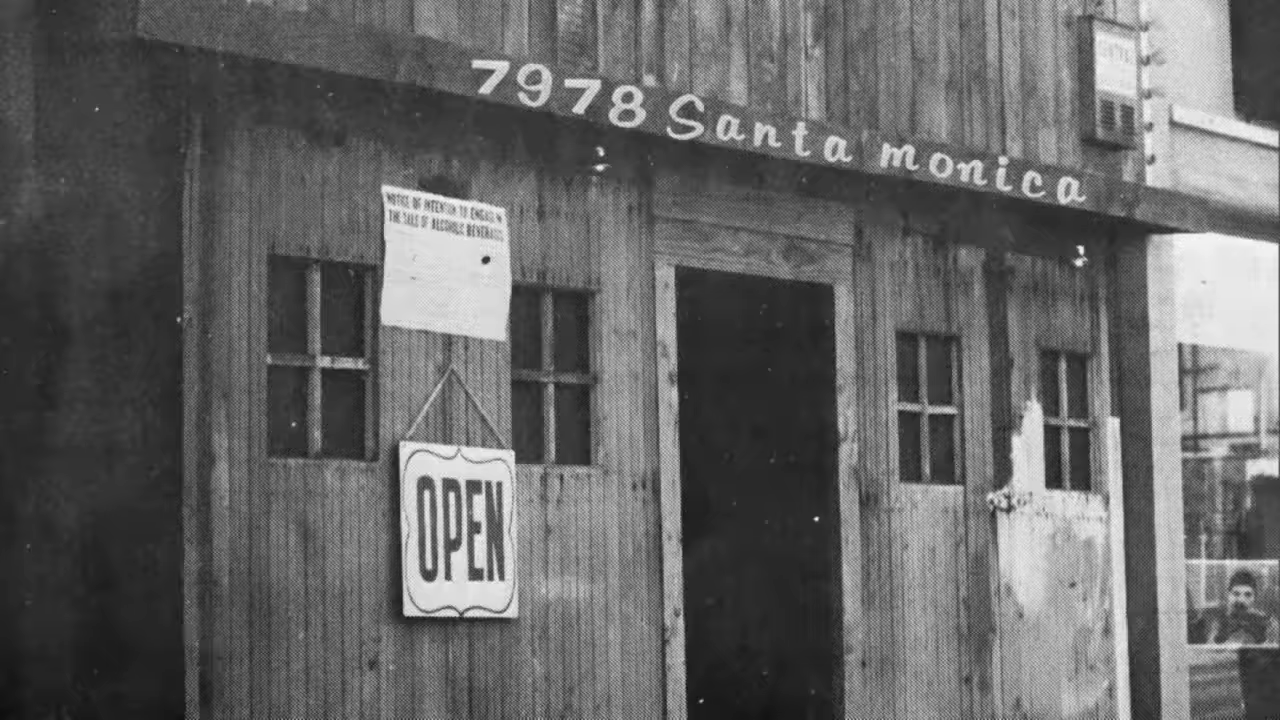 7978 Santa monica
NOTICE OF INTENTION TO ENGAGE IN
THE SALE OF ALCOHOLIC BEVERAGES
OPEN